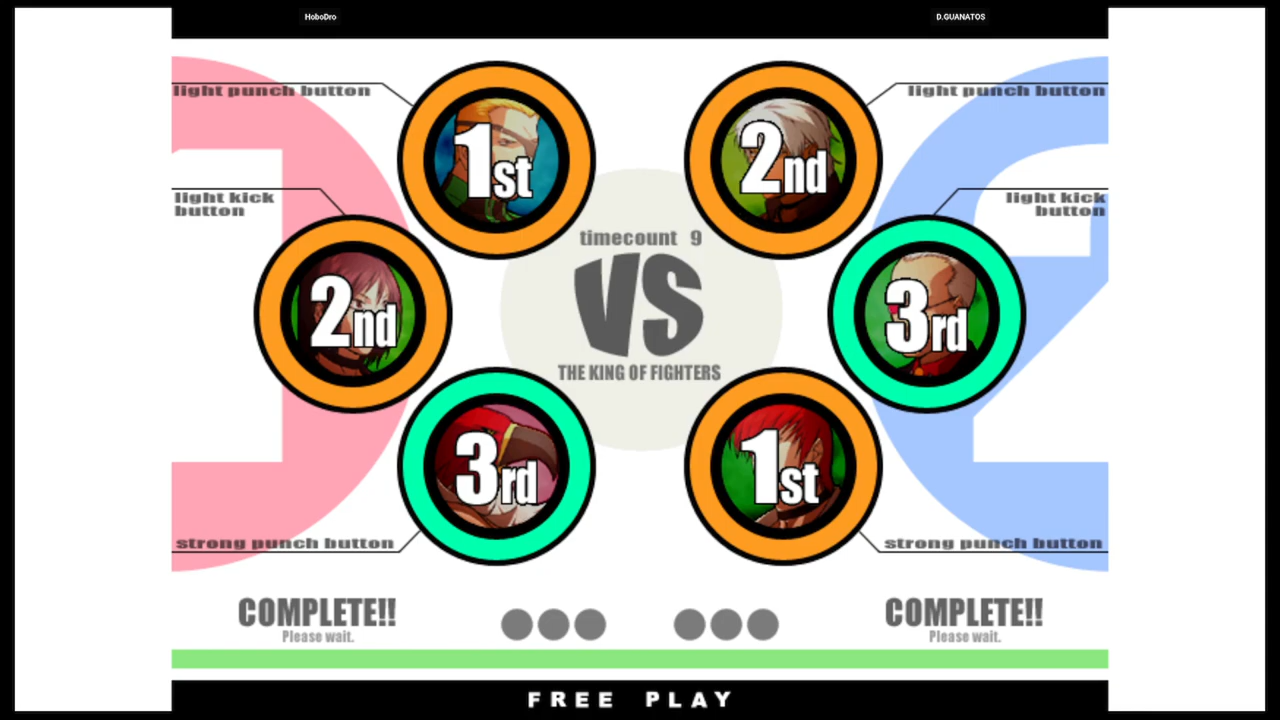 HoboDro
D.GUANATOS
light punch button
light punch button
1st
2nd
light kick
button
light kick
button
timecount 9
VS
THE KING OF FIGHTERS
2nd
3rd
3rd
1st
strong punch button
strong punch button
COMPLETE!!
Please wait.
COMPLETE!!
Please wait.
FREE PLAY